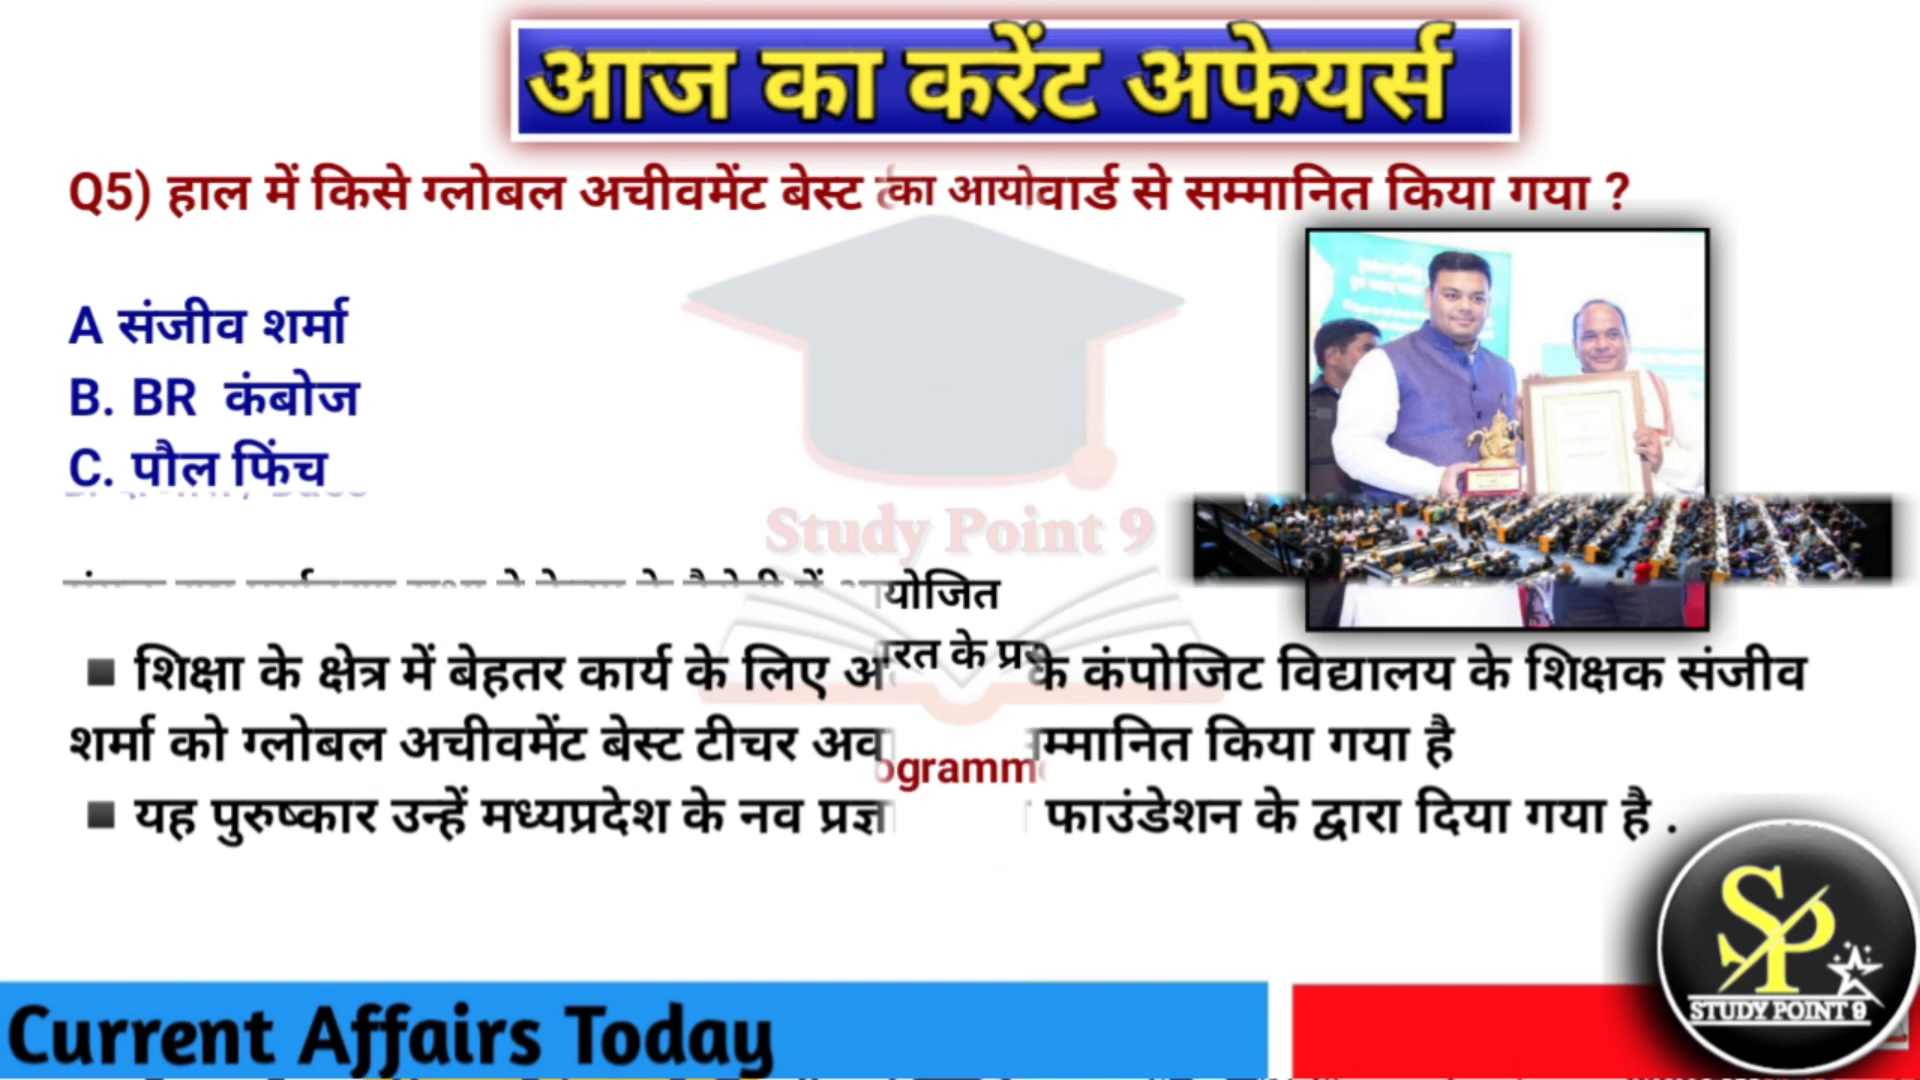 आज का करेंट अफेयर्स
Q5) हाल में किसे ग्लोबल अचीवमेंट बेस्ट का आयोवार्ड से सम्मानित किया गया ?
A संजीव शर्मा
B. BR कंबोज
C. पौल फिंच
Study Point 9
योजित
रत के प्र
शिक्षा के क्षेत्र में बेहतर कार्य के लिए के कंपोजिट विद्यालय के शिक्षक संजीव
शर्मा को ग्लोबल अचीवमेंट बेस्ट टीचर अव म्मानित किया गया है
ogramm
यह पुरुष्कार उन्हें मध्यप्रदेश के नव प्रज्ञा फाउंडेशन के द्वारा दिया गया है .
SP
STUDY POINT 9
Current Affairs Today